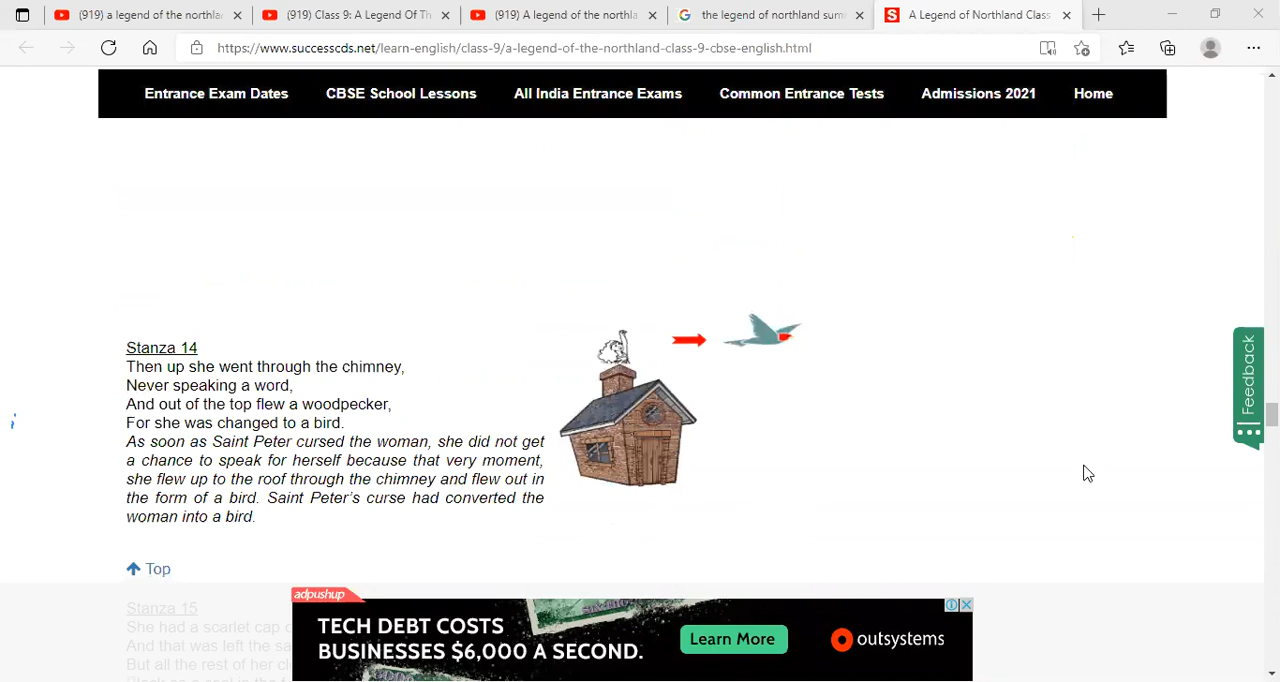 (919) a legend of the northla
(919) Class 9: A Legend Of Th
(919) A legend of the northla
the legend of northland sum
A Legend of Northland Class
https://www.successcds.net/learn-english/class-9/a-legend-of-the-northland-class-9-cbse-english.html
Entrance Exam Dates CBSE School Lessons All India Entrance Exams Common Entrance Tests Admissions 2021 Home
Stanza 14
Then up she went through the chimney,
Never speaking a word,
And out of the top flew a woodpecker,
For she was changed to a bird.
As soon as Saint Peter cursed the woman, she did not get
a chance to speak for herself because that very moment,
she flew up to the roof through the chimney and flew out in
the form of a bird. Saint Peter's curse had converted the
woman into a bird.
Top
Feedback
Stanza 15
She had a scarlet cap
And that was left the sa
But all the rest of her cl
adpushup
TECH DEBT COSTS
BUSINESSES $6,000 A SECOND.
Learn More
outsystems